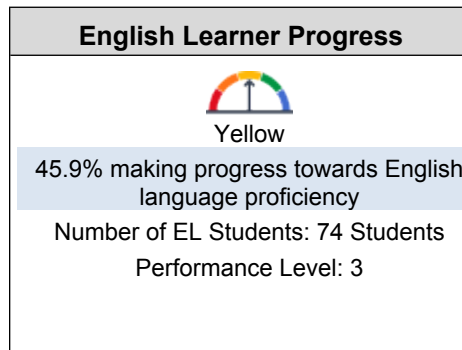 English Learner Progress
Yellow
45.9% making progress towards English
language proficiency
Number of EL Students: 74 Students
Performance Level: 3